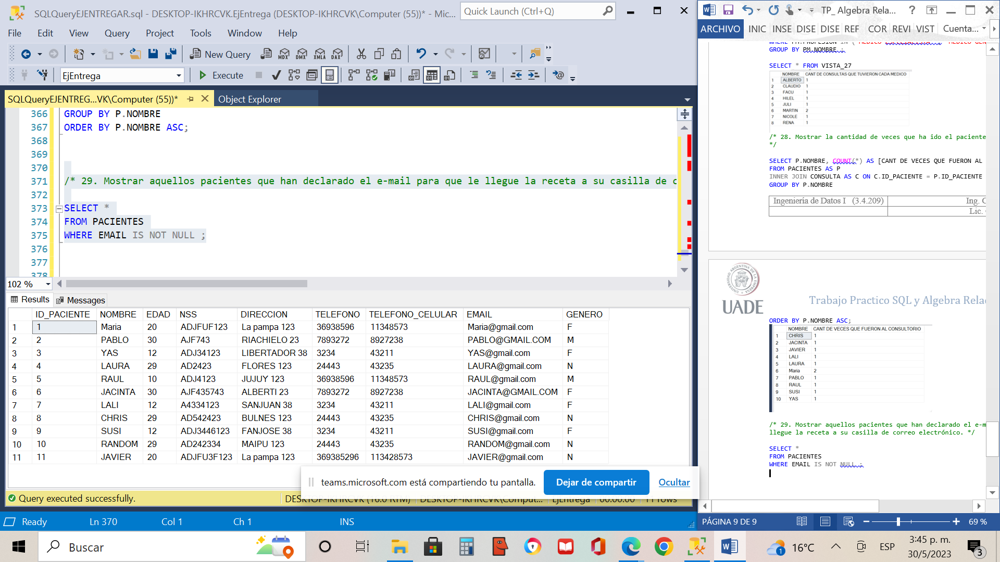 SQLQueryEJENTREGAR.sql - DESKTOP-IKHRCVK.EjEntrega (DESKTOP-IKHRCVK\Computer (55))* - Mic...
Quick Launch (Ctrl+Q)
File Edit View Query Project Tools Window Help
New Query
MDX DMX XMLA DAX
EjEntrega
Execute
SQLQueryEJENTREG...VK\Computer (55))*
Object Explorer
366 GROUP BY P.NOMBRE
367 ORDER BY P.NOMBRE ASC;
368
369
370
371 /* 29. Mostrar aquellos pacientes que han declarado el e-mail para que le llegue la receta a su casilla de c
372
373 SELECT *
374 FROM PACIENTES
375 WHERE EMAIL IS NOT NULL ;
376
377
378
102 %
Results Messages
ID_PACIENTE NOMBRE EDAD NSS DIRECCION TELEFONO TELEFONO_CELULAR EMAIL GENERO
1 1 Maria 20 ADJFUF123 La pampa 123 36938596 11348573 Maria@gmail.com F
2 2 PABLO 30 AJF743 RIACHIELO 23 7893272 8927238 PABLO@GMAIL.COM M
3 3 YAS 12 ADJ34123 LIBERTADOR 38 3234 43211 YAS@gmail.com F
4 4 LAURA 29 AD2423 FLORES 123 24443 43235 LAURA@gmail.com N
5 5 RAUL 10 ADJ4123 JUJUY 123 36938596 11348573 RAUL@gmail.com M
6 6 JACINTA 30 AJF435743 ALBERTI 23 7893272 8927238 JACINTA@GMAIL.COM F
7 7 LALI 12 A4334123 SANJUAN 38 3234 43211 LALI@gmail.com F
8 8 CHRIS 29 AD542423 BULNES 123 24443 43235 CHRIS@gmail.com N
9 9 SUSI 12 ADJ3446123 FANJOSE 38 3234 43211 SUSI@gmail.com F
10 10 RANDOM 29 AD242334 MAIPU 123 24443 43235 RANDOM@gmail.com N
11 11 JAVIER 20 ADJFU3F123 La pampa 123 369385296 113428573 JAVIER@gmail.com N
teams.microsoft.com está compartiendo tu pantalla.
Dejar de compartir
Ocultar
Query executed successfully.
Ready Ln 370 Col 1 Ch 1 INS
TP_ Algebra Rela...
ARCHIVO INIC INSE DISE DISE REF COR REVI VIST Cuenta...
GROUP BY PM.NOMBRE ;
SELECT * FROM VISTA_27
NOMBRE CANT DE CONSULTAS QUE TUVIERON CADA MEDICO
1 ALBERTO 1
2 CLAUDIO 1
3 FACU 1
4 HILEL 1
5 JULI 1
6 MARTIN 2
7 NICOLE 1
8 RENA 1
/* 28. Mostrar la cantidad de veces que ha ido el paciente
*/
SELECT P.NOMBRE, COUNT(*) AS [CANT DE VECES QUE FUERON AL
FROM PACIENTES AS P
INNER JOIN CONSULTA AS C ON C.ID_PACIENTE = P.ID_PACIENTE
GROUP BY P.NOMBRE
Ingeniería de Datos I (3.4.209) Ing. C
Lic.
UADE
Trabajo Practico SQL y Algebra Rela
ORDER BY P.NOMBRE ASC;
NOMBRE CANT DE VECES QUE FUERON AL CONSULTORIO
1 CHRIS 1
2 JACINTA 1
3 JAVIER 1
4 LALI 1
5 LAURA 1
6 Maria 2
7 PABLO 1
8 RAUL 1
9 SUSI 1
10 YAS 1
/* 29. Mostrar aquellos pacientes que han declarado el e-m
llegue la receta a su casilla de correo electrónico. */
SELECT *
FROM PACIENTES
WHERE EMAIL IS NOT NULL ;
PÁGINA 9 DE 9
69 %
Buscar
16°C
ESP
3:45 p. m.
30/5/2023
3